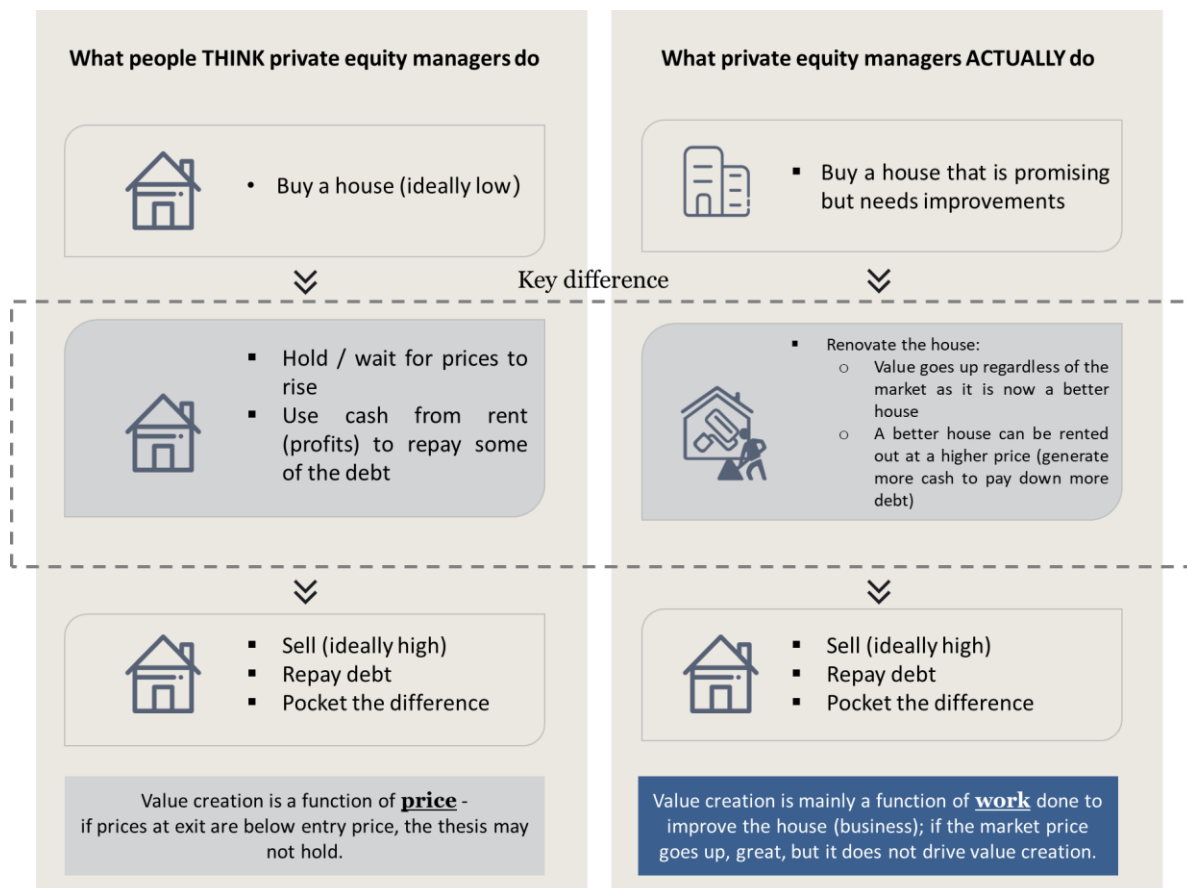 What people THINK private equity managers do
• Buy a house (ideally low)
▪ Hold / wait for prices to
rise
▪ Use cash from rent
(profits) to repay some
of the debt
▪ Sell (ideally high)
▪ Repay debt
▪ Pocket the difference
Value creation is a function of price -
if prices at exit are below entry price, the thesis may
not hold.
Key difference
What private equity managers ACTUALLY do
▪ Buy a house that is promising
but needs improvements
▪ Renovate the house:
o Value goes up regardless of the
market as it is now a better
house
o A better house can be rented
out at a higher price (generate
more cash to pay down more
debt)
▪ Sell (ideally high)
▪ Repay debt
▪ Pocket the difference
Value creation is mainly a function of work done to
improve the house (business); if the market price
goes up, great, but it does not drive value creation.